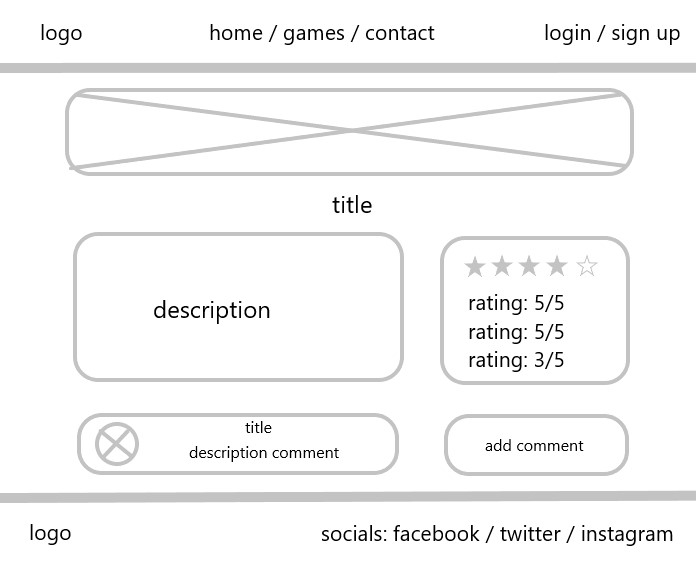 logo
home / games / contact
login / sign up
title
description
rating: 5/5
rating: 5/5
rating: 3/5
title
description comment
add comment
logo
socials: facebook / twitter / instagram